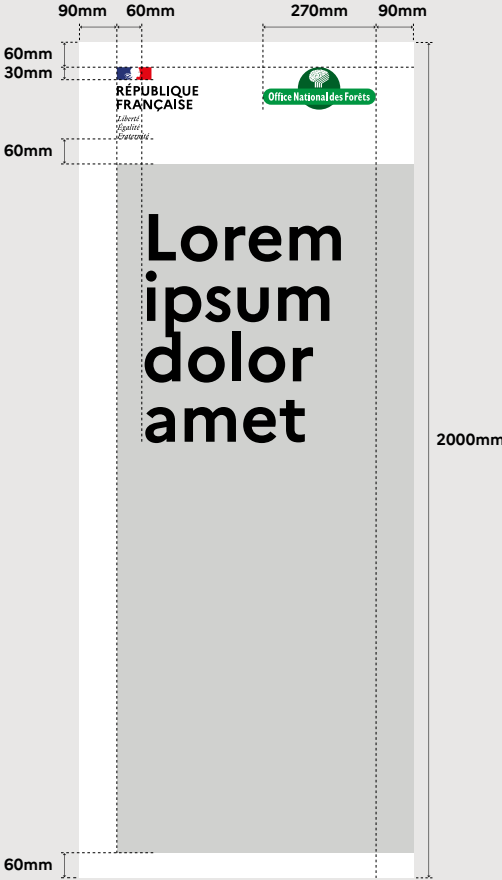 90mm 60mm 270mm 90mm
60mm
30mm
RÉPUBLIQUE
FRANÇAISE
Liberté
Égalité
Fraternité
Office National des Forêts
60mm
Lorem
ipsum
dolor
amet
2000mm
60mm